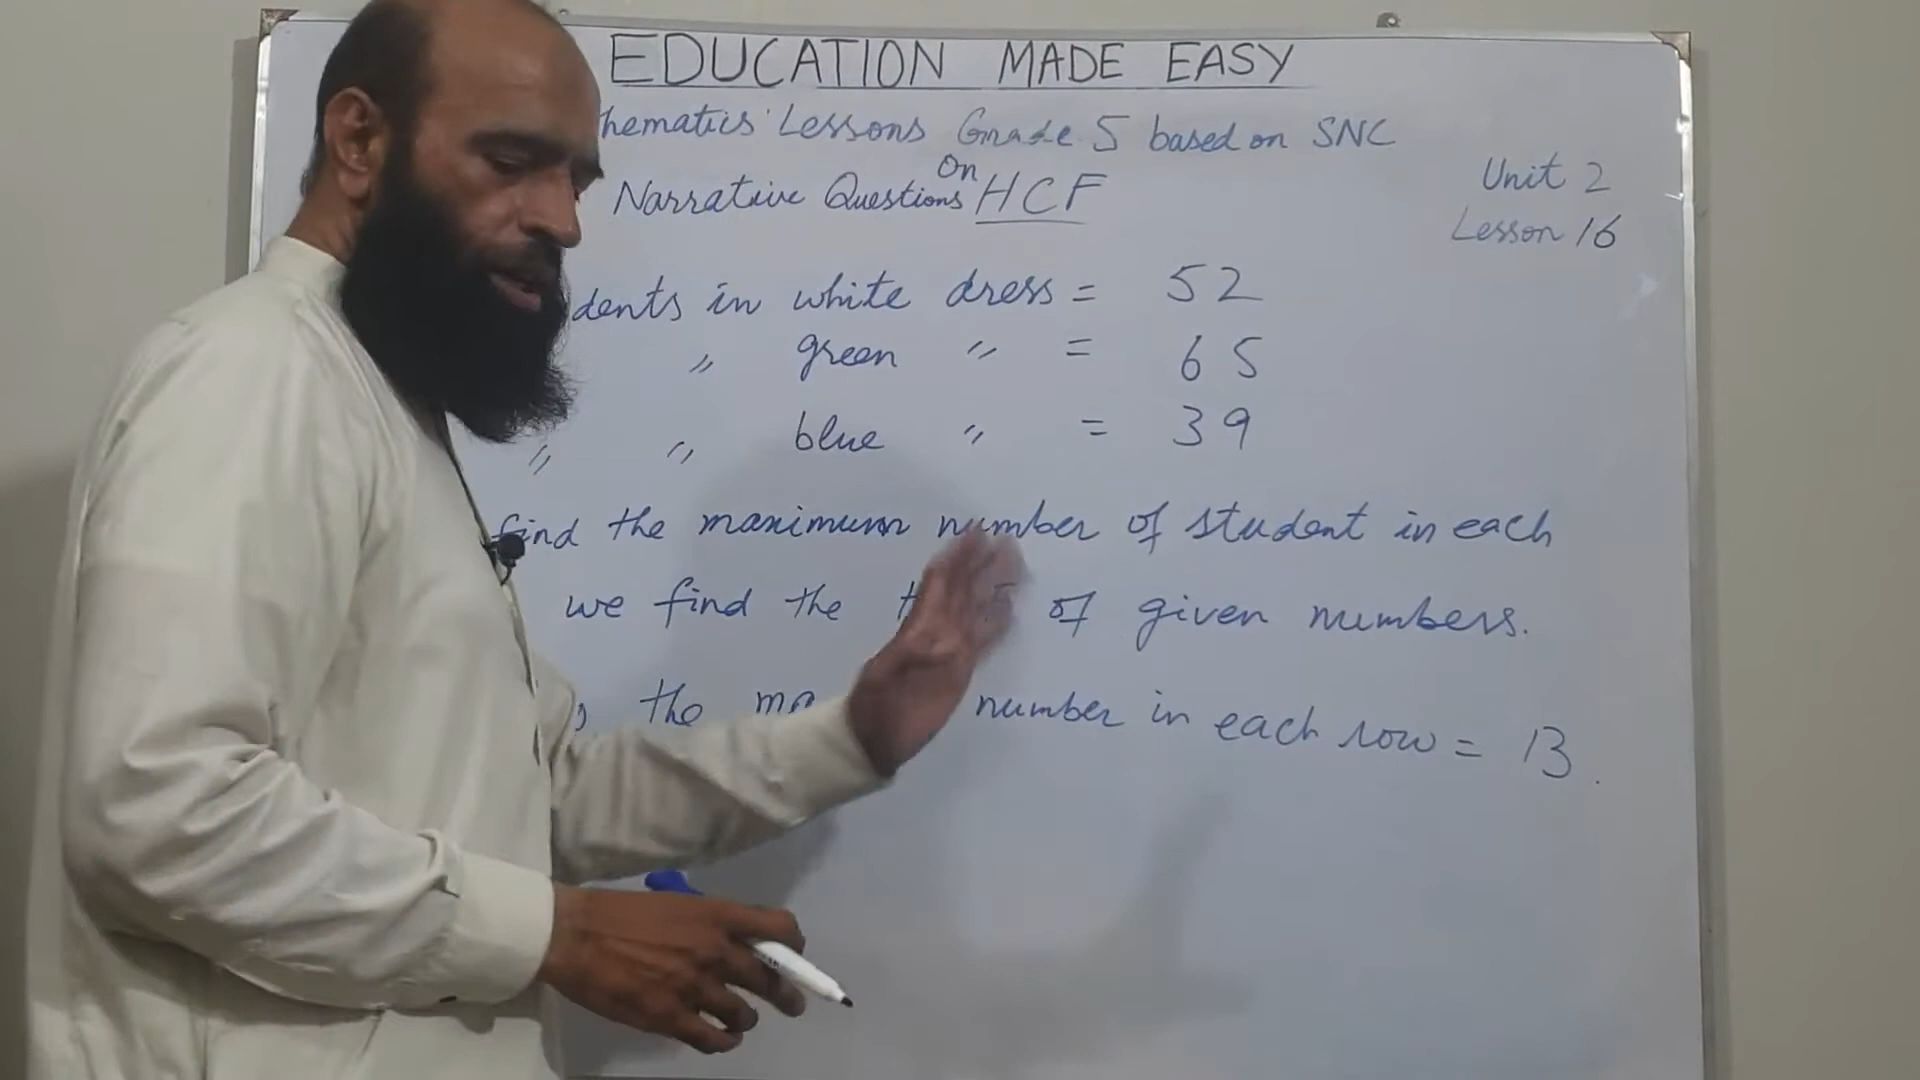 EDUCATION MADE EASY
hematics Lessons Grade 5 based on SNC
Narrative Questions On HCF
Unit 2
Lesson 16
dents in white dress = 52
" green " = 65
" " blue " = 39
find the maximum number of student in each
we find the of given numbers.
the number in each row = 13.